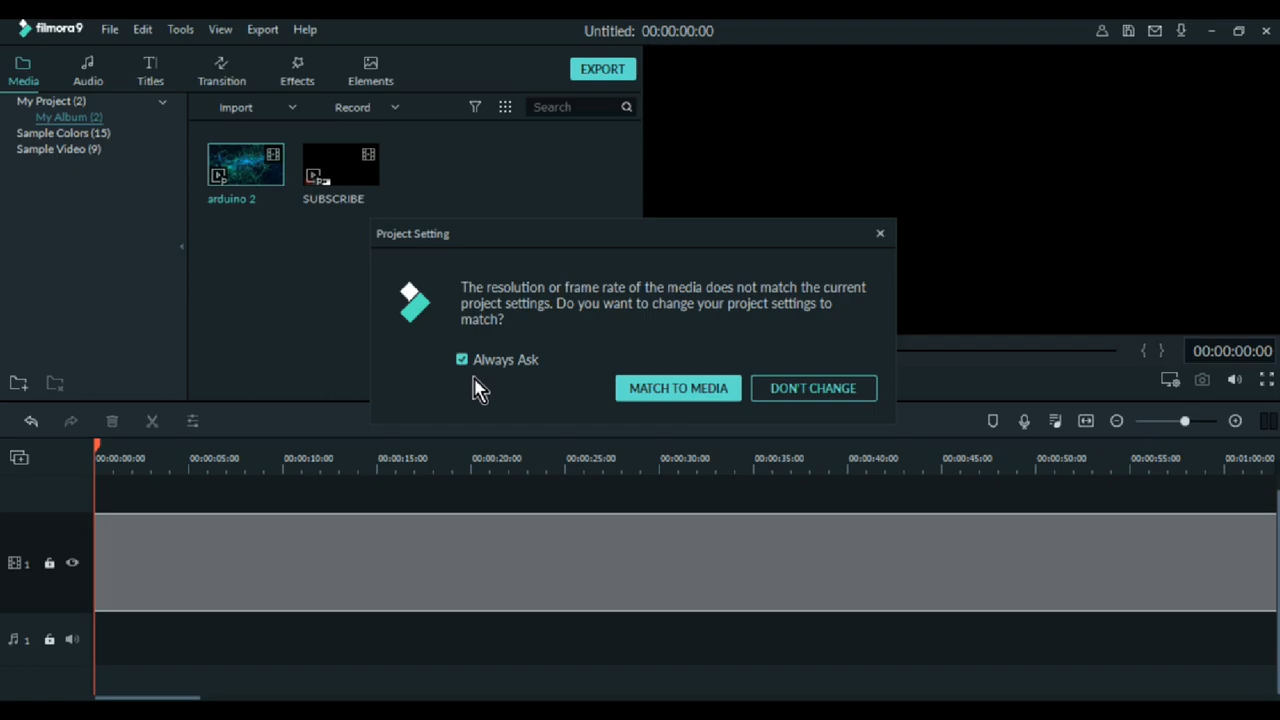 filmora9 File Edit Tools View Export Help Untitled: 00:00:00:00
Media Audio Titles Transition Effects Elements EXPORT
My Project (2)
My Album (2)
Sample Colors (15)
Sample Video (9)
Import Record Search
arduino 2 SUBSCRIBE
Project Setting
The resolution or frame rate of the media does not match the current
project settings. Do you want to change your project settings to
match?
Always Ask
MATCH TO MEDIA DON'T CHANGE
{ } 00:00:00:00
00:00:00:00 00:00:05:00 00:00:10:00 00:00:15:00 00:00:20:00 00:00:25:00 00:00:30:00 00:00:35:00 00:00:40:00 00:00:45:00 00:00:50:00 00:00:55:00 00:01:00:00
1
1